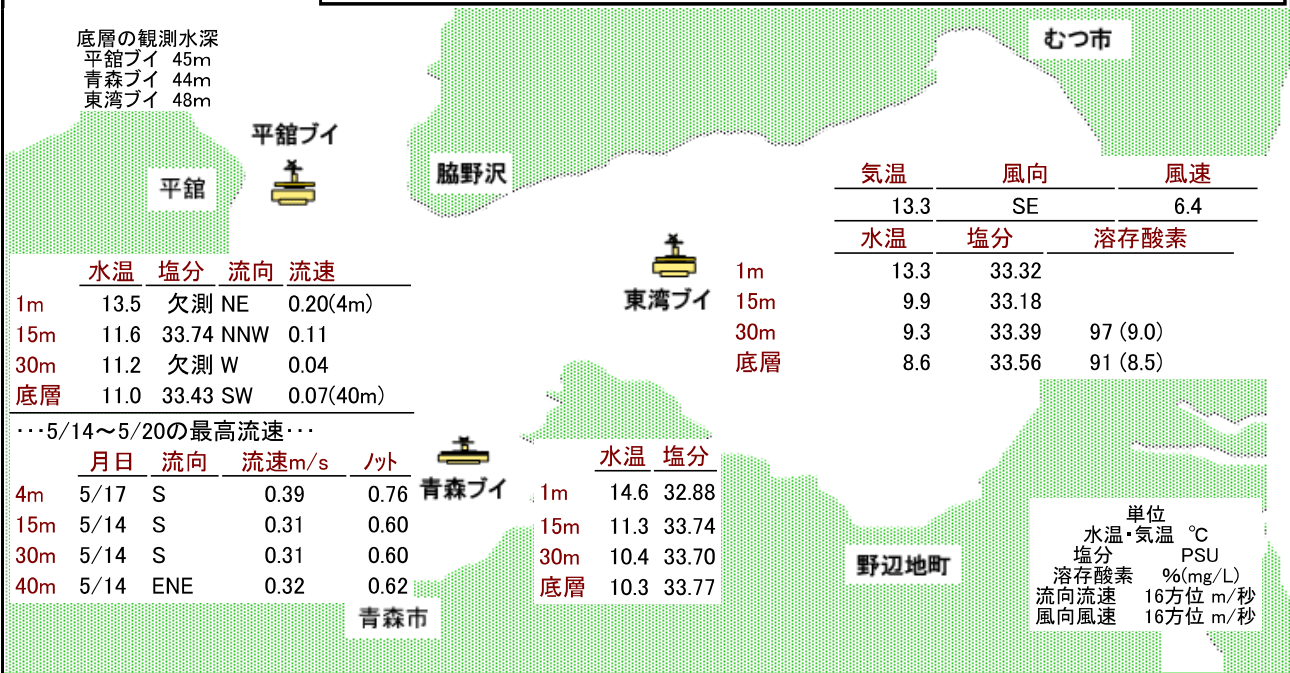 底層の観測水深
平舘ブイ 45m
青森ブイ 44m
東湾ブイ 48m
むつ市
平舘ブイ
平舘
脇野沢
気温 風向 風速
13.3 SE 6.4
水温 塩分 溶存酸素
1m 13.3 33.32
15m 9.9 33.18
30m 9.3 33.39 97 (9.0)
底層 8.6 33.56 91 (8.5)
東湾ブイ
水温 塩分 流向 流速
1m 13.5 欠測 NE 0.20(4m)
15m 11.6 33.74 NNW 0.11
30m 11.2 欠測 W 0.04
底層 11.0 33.43 SW 0.07(40m)
…5/14～5/20の最高流速…
月日 流向 流速m/s ノット
4m 5/17 S 0.39 0.76
15m 5/14 S 0.31 0.60
30m 5/14 S 0.31 0.60
40m 5/14 ENE 0.32 0.62
青森ブイ
水温 塩分
1m 14.6 32.88
15m 11.3 33.74
30m 10.4 33.70
底層 10.3 33.77
青森市
野辺地町
単位
水温・気温 ℃
塩分 PSU
溶存酸素 %(mg/L)
流向流速 16方位 m/秒
風向風速 16方位 m/秒